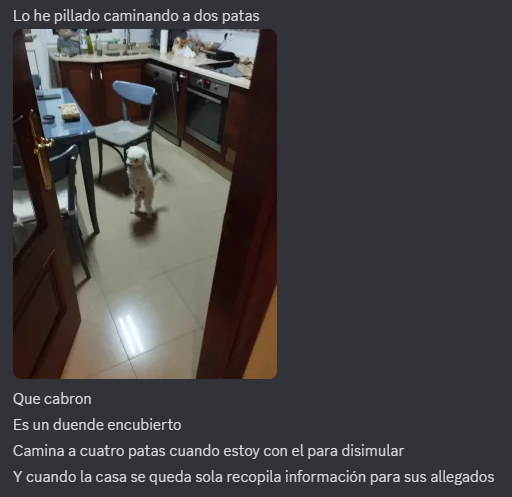 Lo he pillado caminando a dos patas
Que cabron
Es un duende encubierto
Camina a cuatro patas cuando estoy con el para disimular
Y cuando la casa se queda sola recopila información para sus allegados